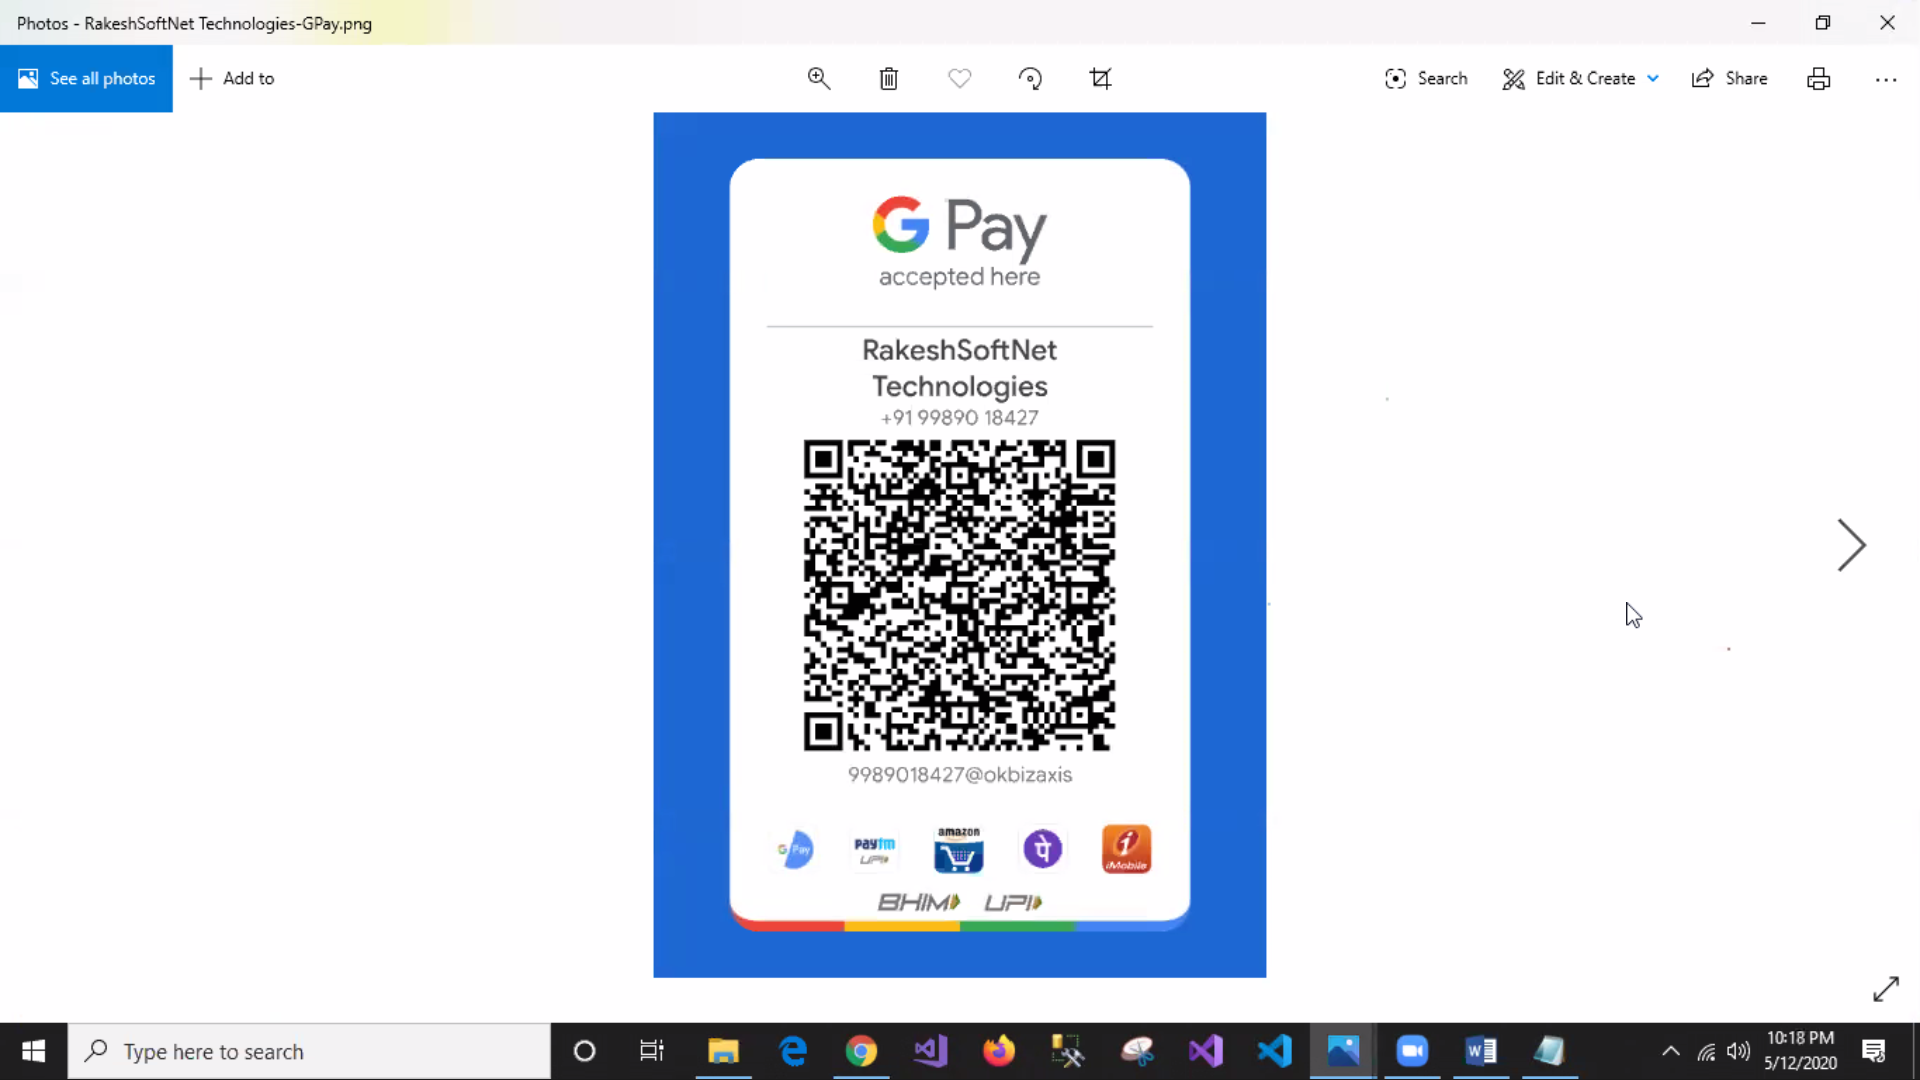 Photos - RakeshSoftNet Technologies-GPay.png
See all photos
Add to
Search
Edit & Create
Share
G Pay
accepted here
RakeshSoftNet
Technologies
+91 99890 18427
9989018427@okbizaxis
G Pay
paytm
UPI
amazon
पे
i
iMobile
BHIM UPI
Type here to search
10:18 PM
5/12/2020